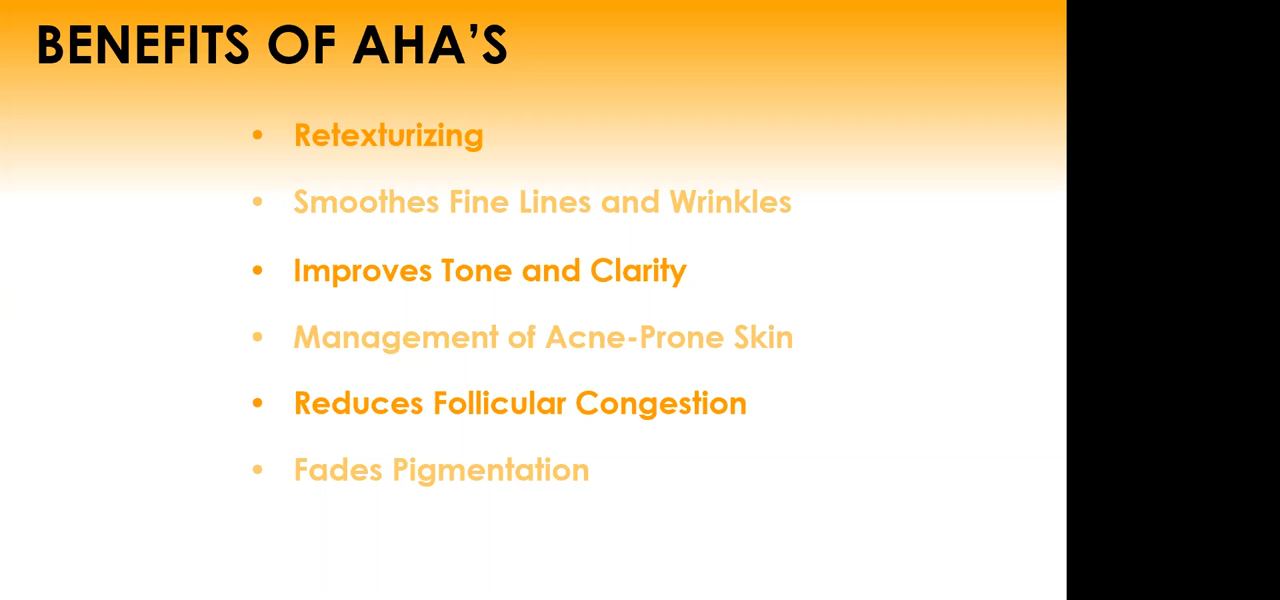 BENEFITS OF AHA’S
• Retexturizing
• Smoothes Fine Lines and Wrinkles
• Improves Tone and Clarity
• Management of Acne-Prone Skin
• Reduces Follicular Congestion
• Fades Pigmentation